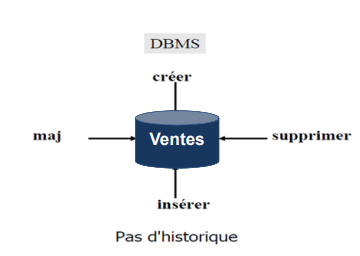 DBMS
créer
maj
Ventes
supprimer
insérer
Pas d'historique